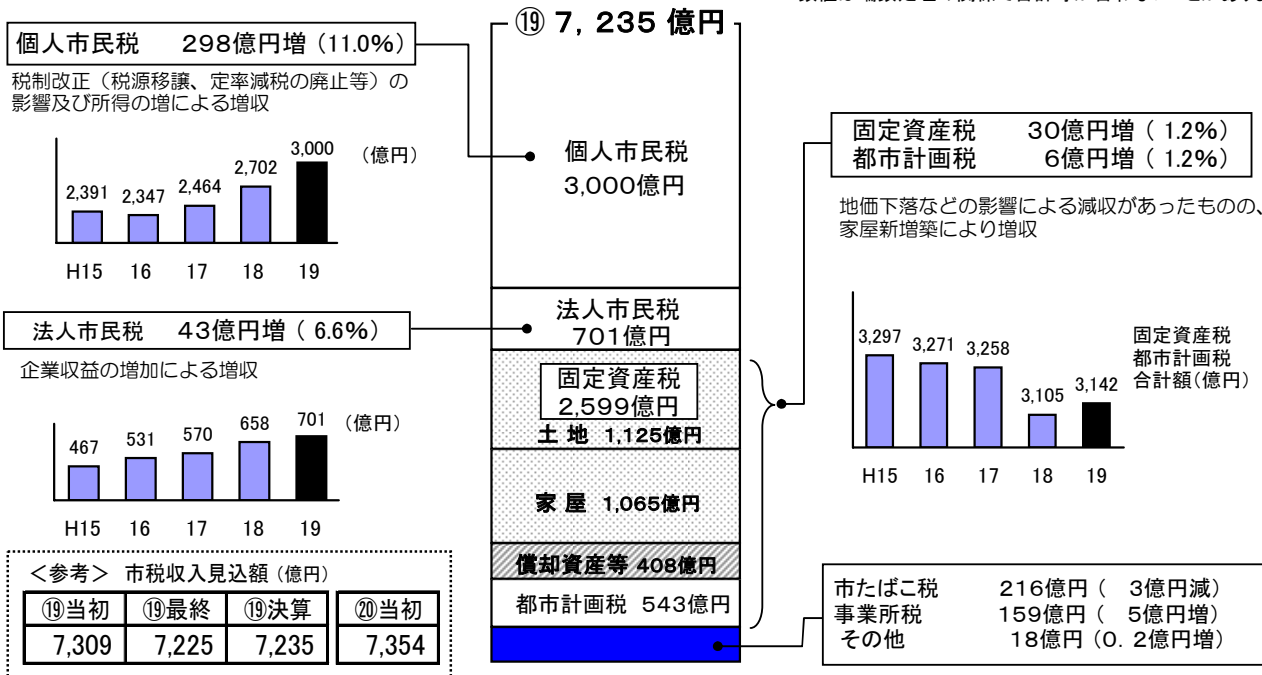 ⑲ 7,235 億円
個人市民税 298億円増（11.0%）
税制改正（税源移譲、定率減税の廃止等）の
影響及び所得の増による増収
（億円）
2,391 2,347 2,464 2,702 3,000
H15 16 17 18 19
法人市民税 43億円増（ 6.6%）
企業収益の増加による増収
（億円）
467 531 570 658 701
H15 16 17 18 19
＜参考＞ 市税収入見込額（億円）
⑲当初 ⑲最終 ⑲決算 ⑳当初
7,309 7,225 7,235 7,354
個人市民税
3,000億円
法人市民税
701億円
固定資産税
2,599億円
土 地 1,125億円
家 屋 1,065億円
償却資産等 408億円
都市計画税 543億円
固定資産税 30億円増（ 1.2%）
都市計画税 6億円増（ 1.2%）
地価下落などの影響による減収があったものの、
家屋新増築により増収
3,297 3,271 3,258 3,105 3,142
H15 16 17 18 19
固定資産税
都市計画税
合計額（億円）
市たばこ税 216億円（ 3億円減）
事業所税 159億円（ 5億円増）
その他 18億円（0.2億円増）